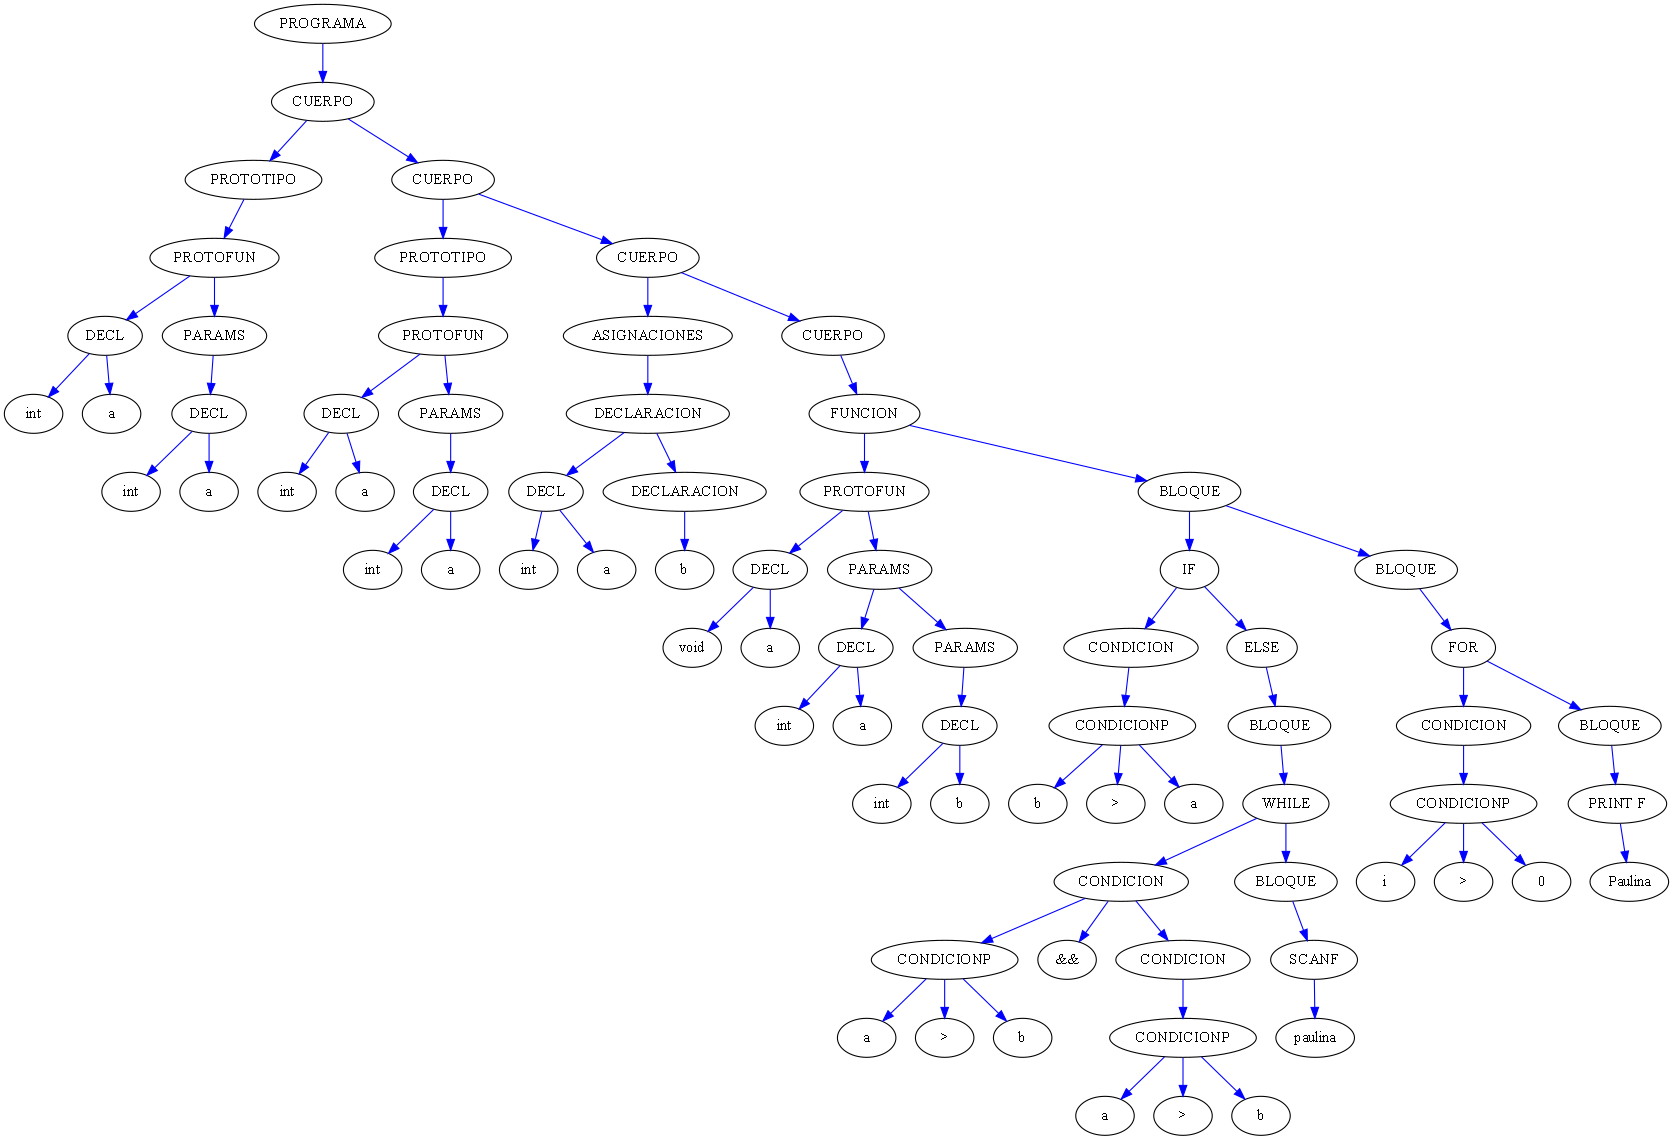 PROGRAMA
CUERPO
PROTOTIPO CUERPO
PROTOFUN PROTOTIPO CUERPO
DECL PARAMS PROTOFUN ASIGNACIONES CUERPO
int a DECL DECL PARAMS DECLARACION FUNCION
int a int a DECL DECL DECLARACION PROTOFUN BLOQUE
int a int a b DECL PARAMS IF BLOQUE
void a DECL PARAMS CONDICION ELSE FOR
int a DECL CONDICIONP BLOQUE CONDICION BLOQUE
int b b > a WHILE CONDICIONP PRINT F
CONDICION BLOQUE i > 0 Paulina
CONDICIONP && CONDICION SCANF
a > b CONDICIONP paulina
a > b